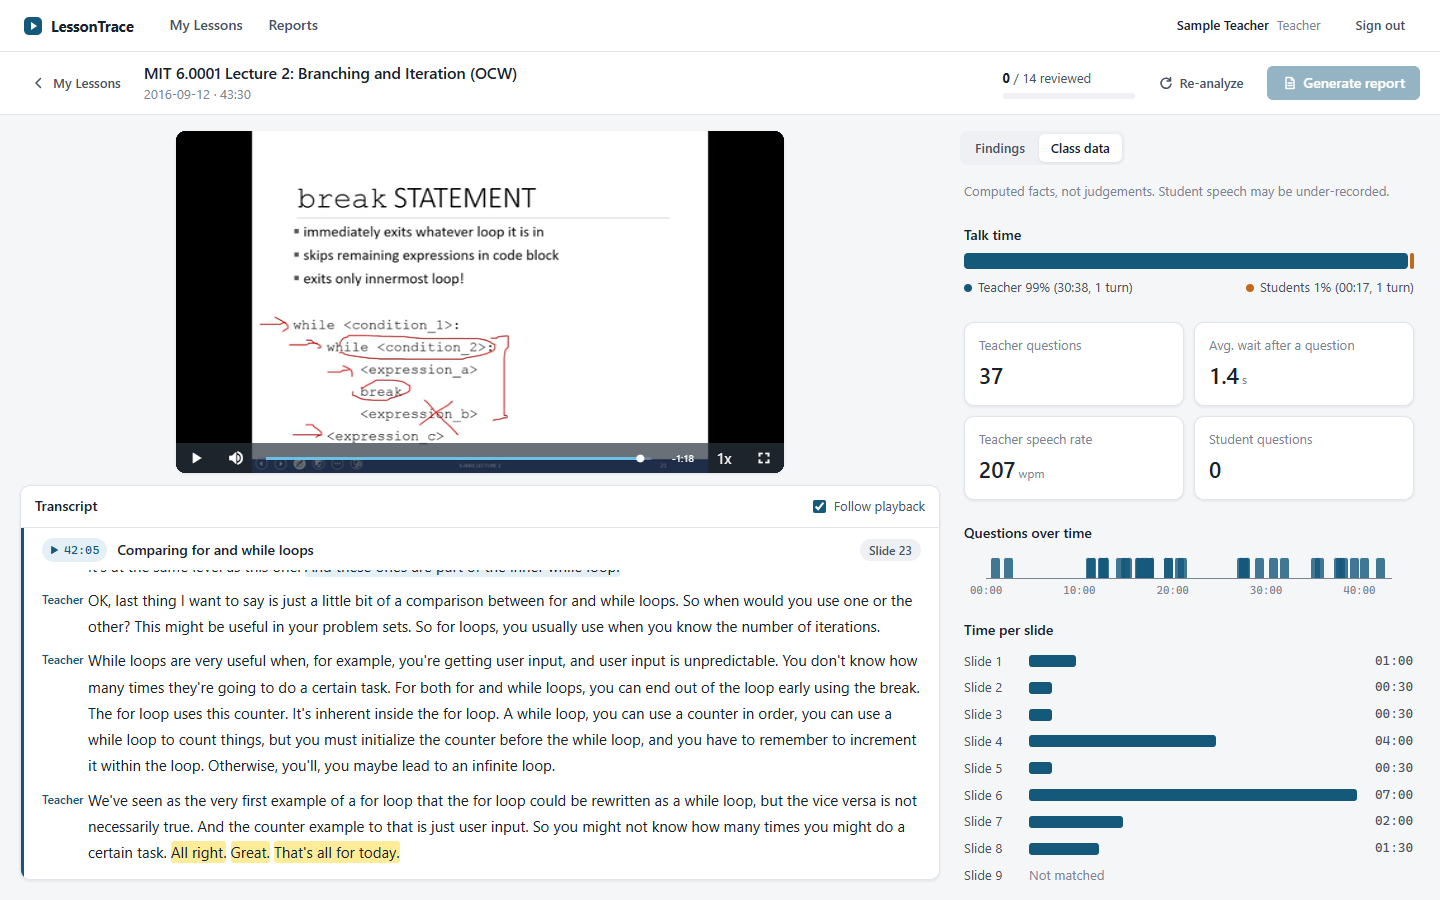 LessonTrace
My Lessons
Reports
Sample Teacher
Teacher
Sign out
My Lessons
MIT 6.0001 Lecture 2: Branching and Iteration (OCW)
2016-09-12 · 43:30
0 / 14 reviewed
Re-analyze
Generate report
break STATEMENT
▪ immediately exits whatever loop it is in
▪ skips remaining expressions in code block
▪ exits only innermost loop!
while <condition_1>:
while <condition_2>:
<expression_a>
break
<expression_b>
<expression_c>
-1:18
1x
Transcript
Follow playback
42:05
Comparing for and while loops
Slide 23
It's at the same level as this one. And these ones are part of the inner while loop.
Teacher OK, last thing I want to say is just a little bit of a comparison between for and while loops. So when would you use one or the
other? This might be useful in your problem sets. So for loops, you usually use when you know the number of iterations.
Teacher While loops are very useful when, for example, you're getting user input, and user input is unpredictable. You don't know how
many times they're going to do a certain task. For both for and while loops, you can end out of the loop early using the break.
The for loop uses this counter. It's inherent inside the for loop. A while loop, you can use a counter in order, you can use a
while loop to count things, but you must initialize the counter before the while loop, and you have to remember to increment
it within the loop. Otherwise, you'll, you maybe lead to an infinite loop.
Teacher We've seen as the very first example of a for loop that the for loop could be rewritten as a while loop, but the vice versa is not
necessarily true. And the counter example to that is just user input. So you might not know how many times you might do a
certain task. All right. Great. That's all for today.
Findings
Class data
Computed facts, not judgements. Student speech may be under-recorded.
Talk time
Teacher 99% (30:38, 1 turn)
Students 1% (00:17, 1 turn)
Teacher questions
37
Avg. wait after a question
1.4 s
Teacher speech rate
207 wpm
Student questions
0
Questions over time
00:00 10:00 20:00 30:00 40:00
Time per slide
Slide 1 01:00
Slide 2 00:30
Slide 3 00:30
Slide 4 04:00
Slide 5 00:30
Slide 6 07:00
Slide 7 02:00
Slide 8 01:30
Slide 9 Not matched